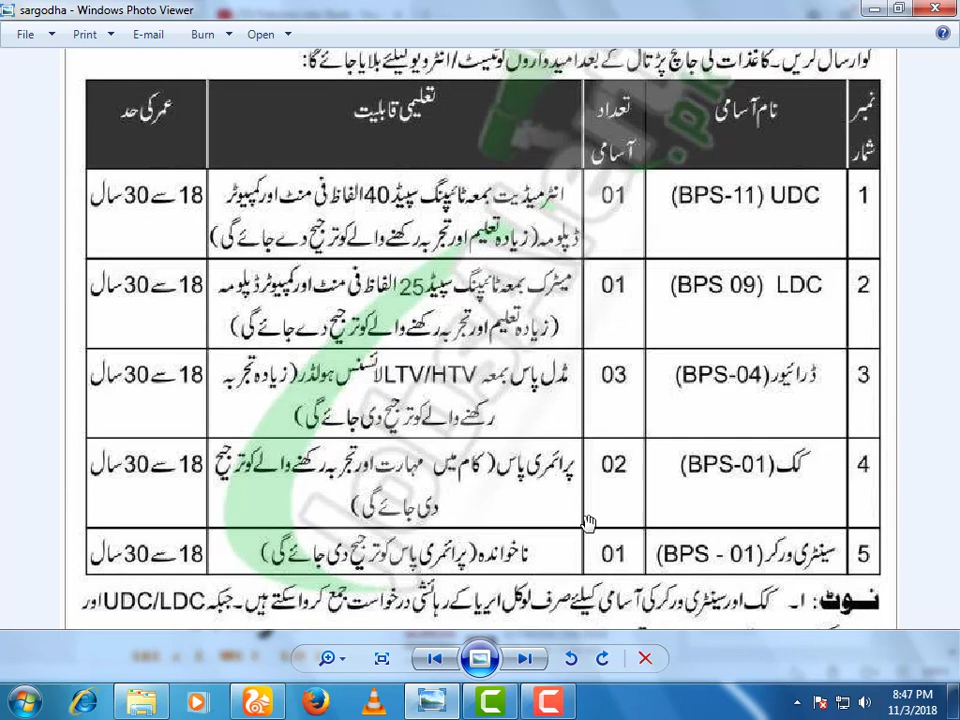 sargodha - Windows Photo Viewer
File Print E-mail Burn Open
کوارسال کریں۔ کاغذات کی جانچ پڑتال کے بعد امیدواروں کو ٹیسٹ/انٹرویو کیلئے بلایا جائے گا:
نمبر شمار نام آسامی تعداد آسامی تعلیمی قابلیت عمر کی حد
1 UDC (BPS-11) 01 انٹرمیڈیٹ بمعہ ٹائپنگ سپیڈ 40 الفاظ فی منٹ اور کمپیوٹر 18 سے 30 سال
ڈپلومہ (زیادہ تعلیم اور تجربہ رکھنے والے کو ترجیح دے جائے گی)
2 LDC (BPS 09) 01 میٹرک بمعہ ٹائپنگ سپیڈ 25 الفاظ فی منٹ اور کمپیوٹر ڈپلومہ 18 سے 30 سال
(زیادہ تعلیم اور تجربہ رکھنے والے کو ترجیح دے جائے گی)
3 ڈرائیور (BPS-04) 03 مڈل پاس بمعہ LTV/HTV لائسنس ہولڈر (زیادہ تجربہ 18 سے 30 سال
رکھنے والے کو ترجیح دی جائے گی)
4 کک (BPS-01) 02 پرائمری پاس (کام میں مہارت اور تجربہ رکھنے والے کو ترجیح 18 سے 30 سال
دی جائے گی)
5 سینٹری ورکر (BPS - 01) 01 ناخواندہ (پرائمری پاس کو ترجیح دی جائے گی) 18 سے 30 سال
نوٹ: ۱۔ کک اور سینٹری ورکر کی آسامی کیلئے صرف لوکل ایریا کے رہائشی درخواست جمع کرواسکتے ہیں۔ جبکہ UDC/LDC اور
JobsAlert.pk
8:47 PM
11/3/2018